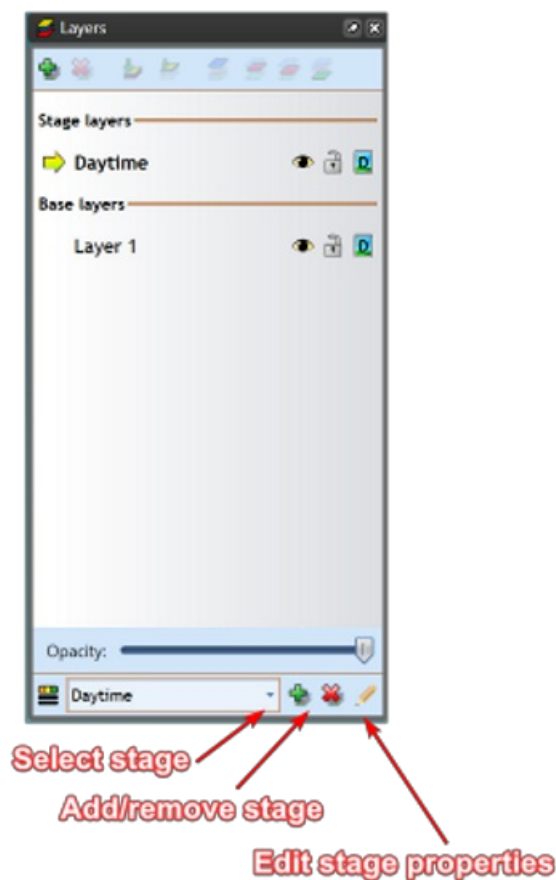 Layers
Stage layers
Daytime
D
Base layers
Layer 1
D
Opacity:
Daytime
Select stage
Add/remove stage
Edit stage properties